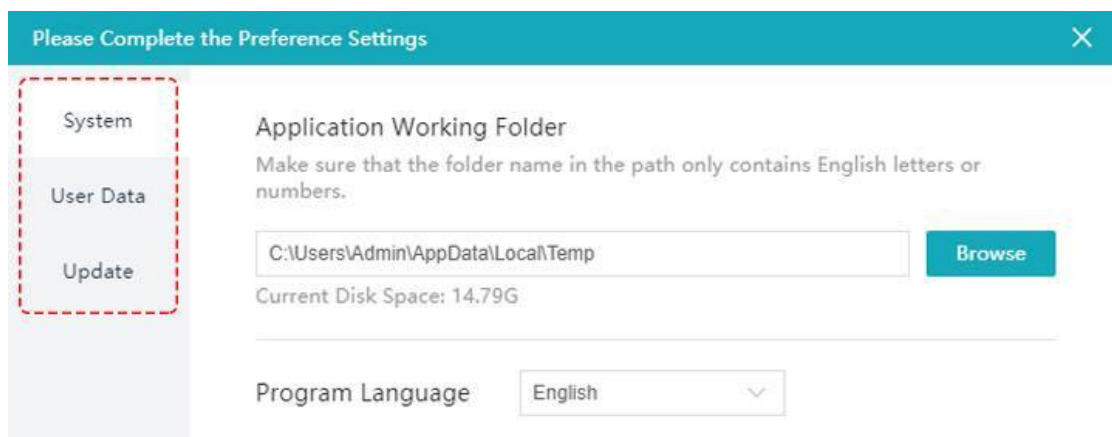 Please Complete the Preference Settings
System
User Data
Update
Application Working Folder
Make sure that the folder name in the path only contains English letters or
numbers.
C:\Users\Admin\AppData\Local\Temp
Browse
Current Disk Space: 14.79G
Program Language
English